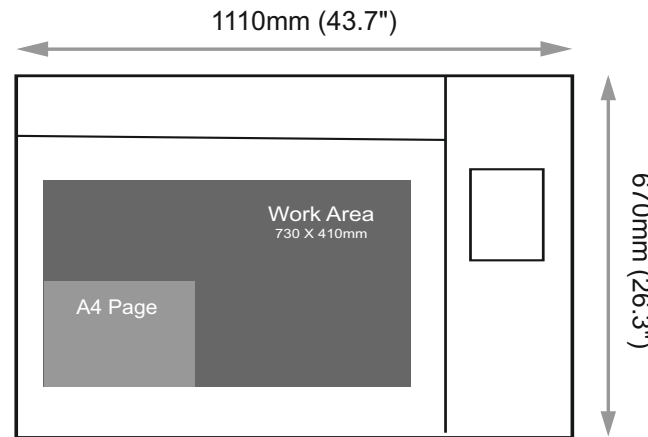 1110mm (43.7")
Work Area
730 X 410mm
A4 Page
670mm (26.3")